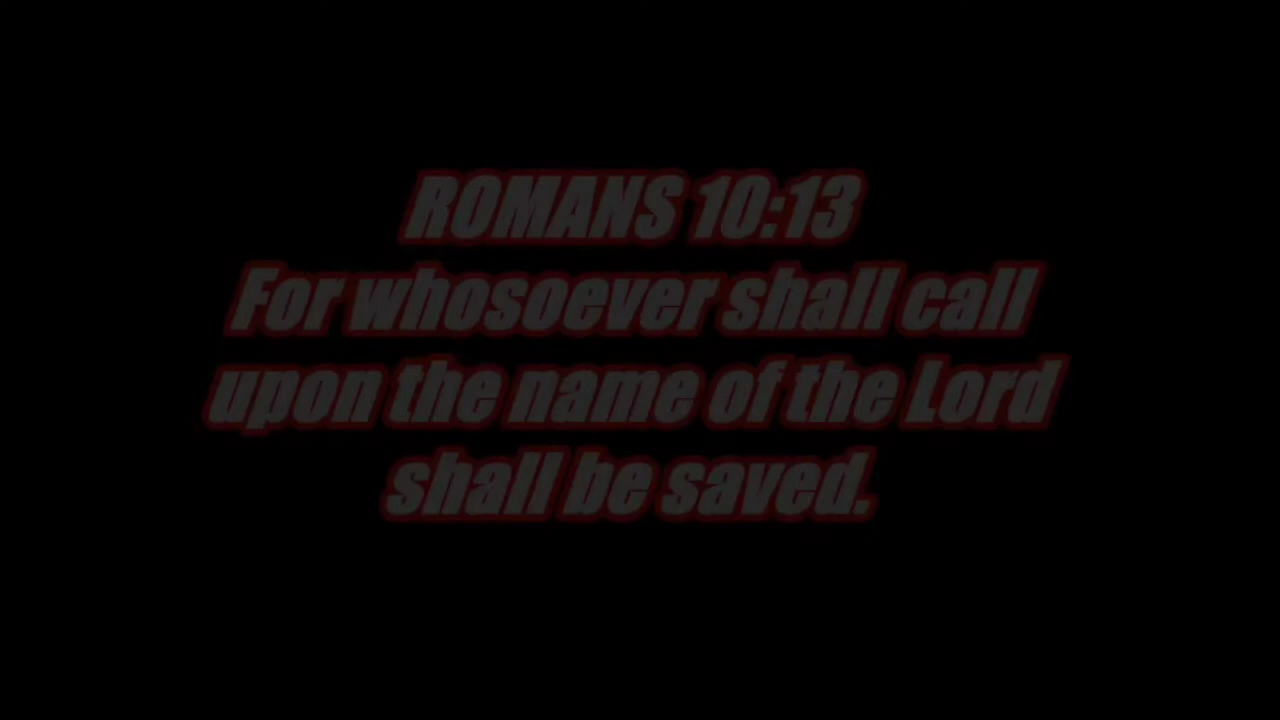 ROMANS 10:13
For whosoever shall call
upon the name of the Lord
shall be saved.